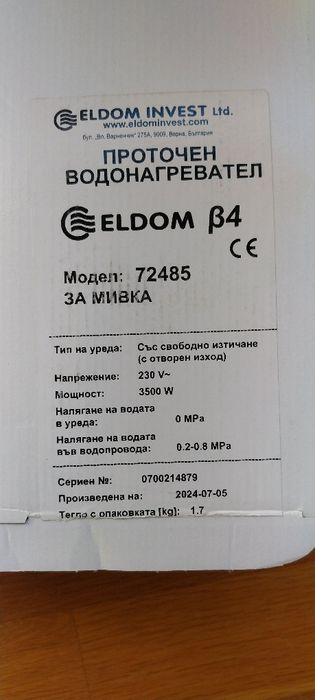 ELDOM INVEST Ltd.
www.eldominvest.com
бул. „Вл. Варненчик" 275А, 9009, Варна, България
ПРОТОЧЕН
ВОДОНАГРЕВАТЕЛ
ELDOM β4
CE
Модел: 72485
ЗА МИВКА
Тип на уреда: Със свободно изтичане
(с отворен изход)
Напрежение: 230 V~
Мощност: 3500 W
Налягане на водата
в уреда: 0 MPa
Налягане на водата
във водопровода: 0.2-0.8 MPa
Сериен №: 0700214879
Произведена на: 2024-07-05
Тегло с опаковката [kg]: 1.7